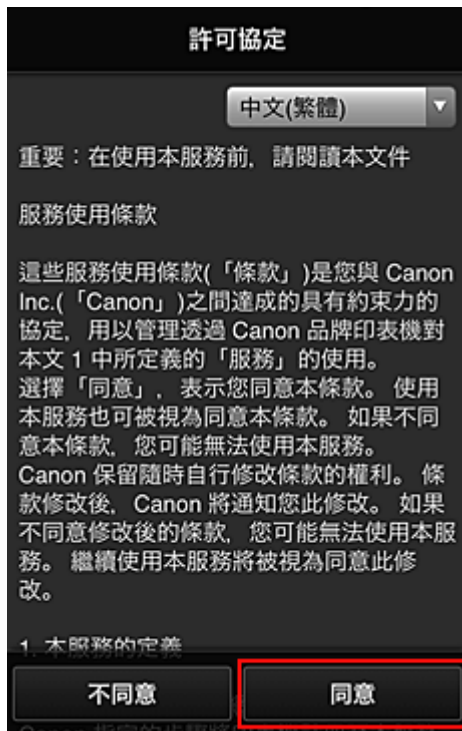 許可協定
中文(繁體)
重要：在使用本服務前，請閱讀本文件
服務使用條款
這些服務使用條款(「條款」)是您與 Canon
Inc.(「Canon」)之間達成的具有約束力的
協定，用以管理透過 Canon 品牌印表機對
本文 1 中所定義的「服務」的使用。
選擇「同意」，表示您同意本條款。 使用
本服務也可被視為同意本條款。 如果不同
意本條款，您可能無法使用本服務。
Canon 保留隨時自行修改條款的權利。 條
款修改後，Canon 將通知您此修改。 如果
不同意修改後的條款，您可能無法使用本服
務。 繼續使用本服務將被視為同意此修
改。
1. 本服務的定義
不同意
同意